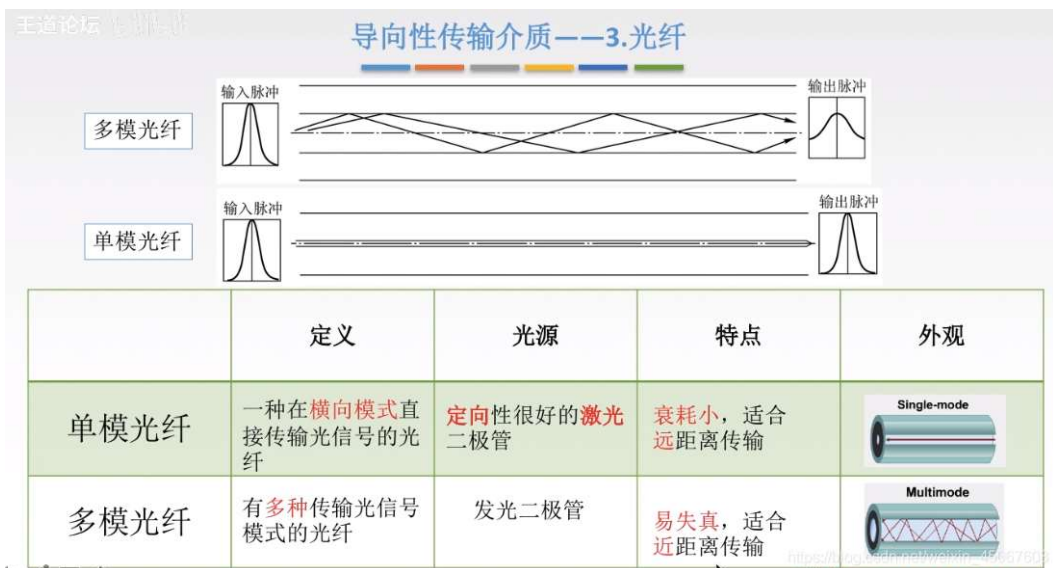 王道论坛
导向性传输介质——3.光纤
输入脉冲
输出脉冲
多模光纤
输入脉冲
输出脉冲
单模光纤
定义
光源
特点
外观
单模光纤
一种在横向模式直
接传输光信号的光
纤
定向性很好的激光
二极管
衰耗小，适合
远距离传输
Single-mode
多模光纤
有多种传输光信号
模式的光纤
发光二极管
易失真，适合
近距离传输
Multimode
https://blog.csdn.net/weixin_45667608